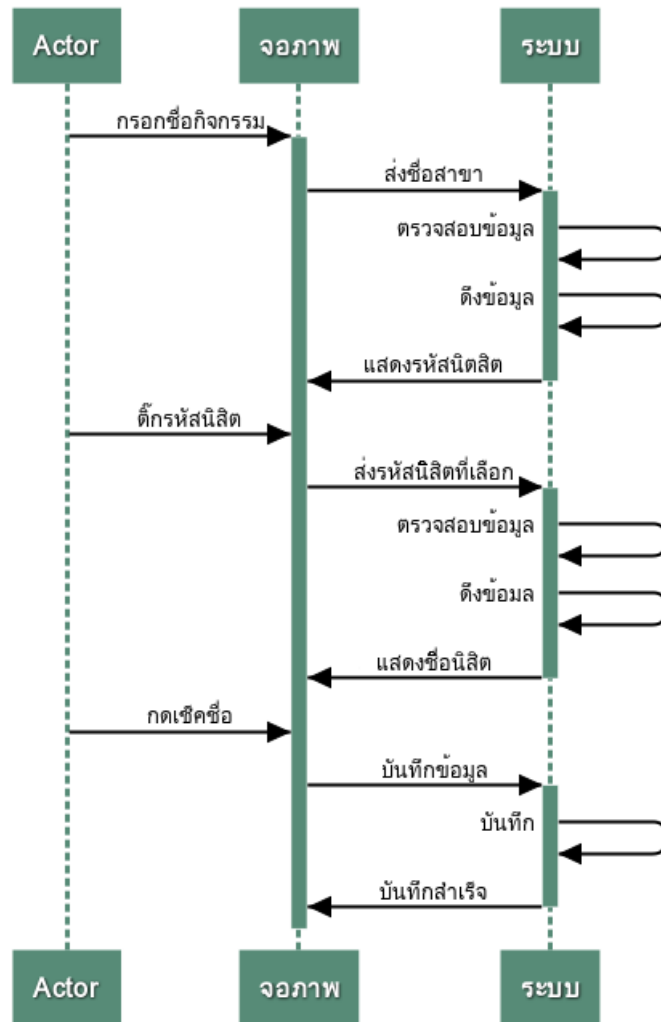 Actor จอภาพ ระบบ
กรอกชื่อกิจกรรม
ส่งชื่อสาขา
ตรวจสอบข้อมูล
ดึงข้อมูล
แสดงรหัสนิตสิต
ติ๊กรหัสนิสิต
ส่งรหัสนิสิตที่เลือก
ตรวจสอบข้อมูล
ดึงข้อมล
แสดงชื่อนิสิต
กดเช็คชื่อ
บันทึกข้อมูล
บันทึก
บันทึกสำเร็จ
Actor จอภาพ ระบบ